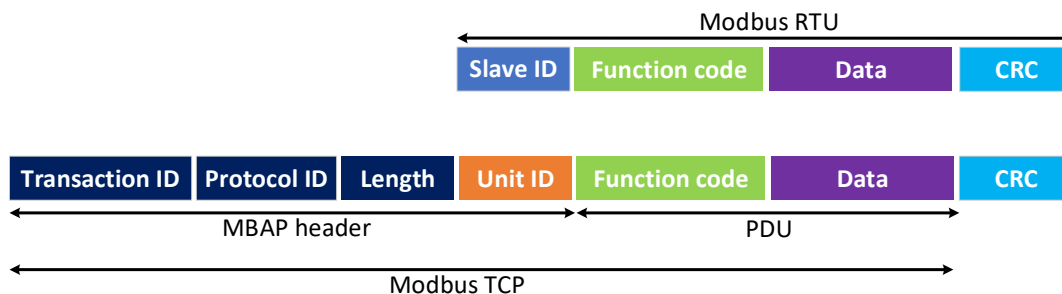 Modbus RTU
Slave ID Function code Data CRC
Transaction ID Protocol ID Length Unit ID Function code Data CRC
MBAP header PDU
Modbus TCP